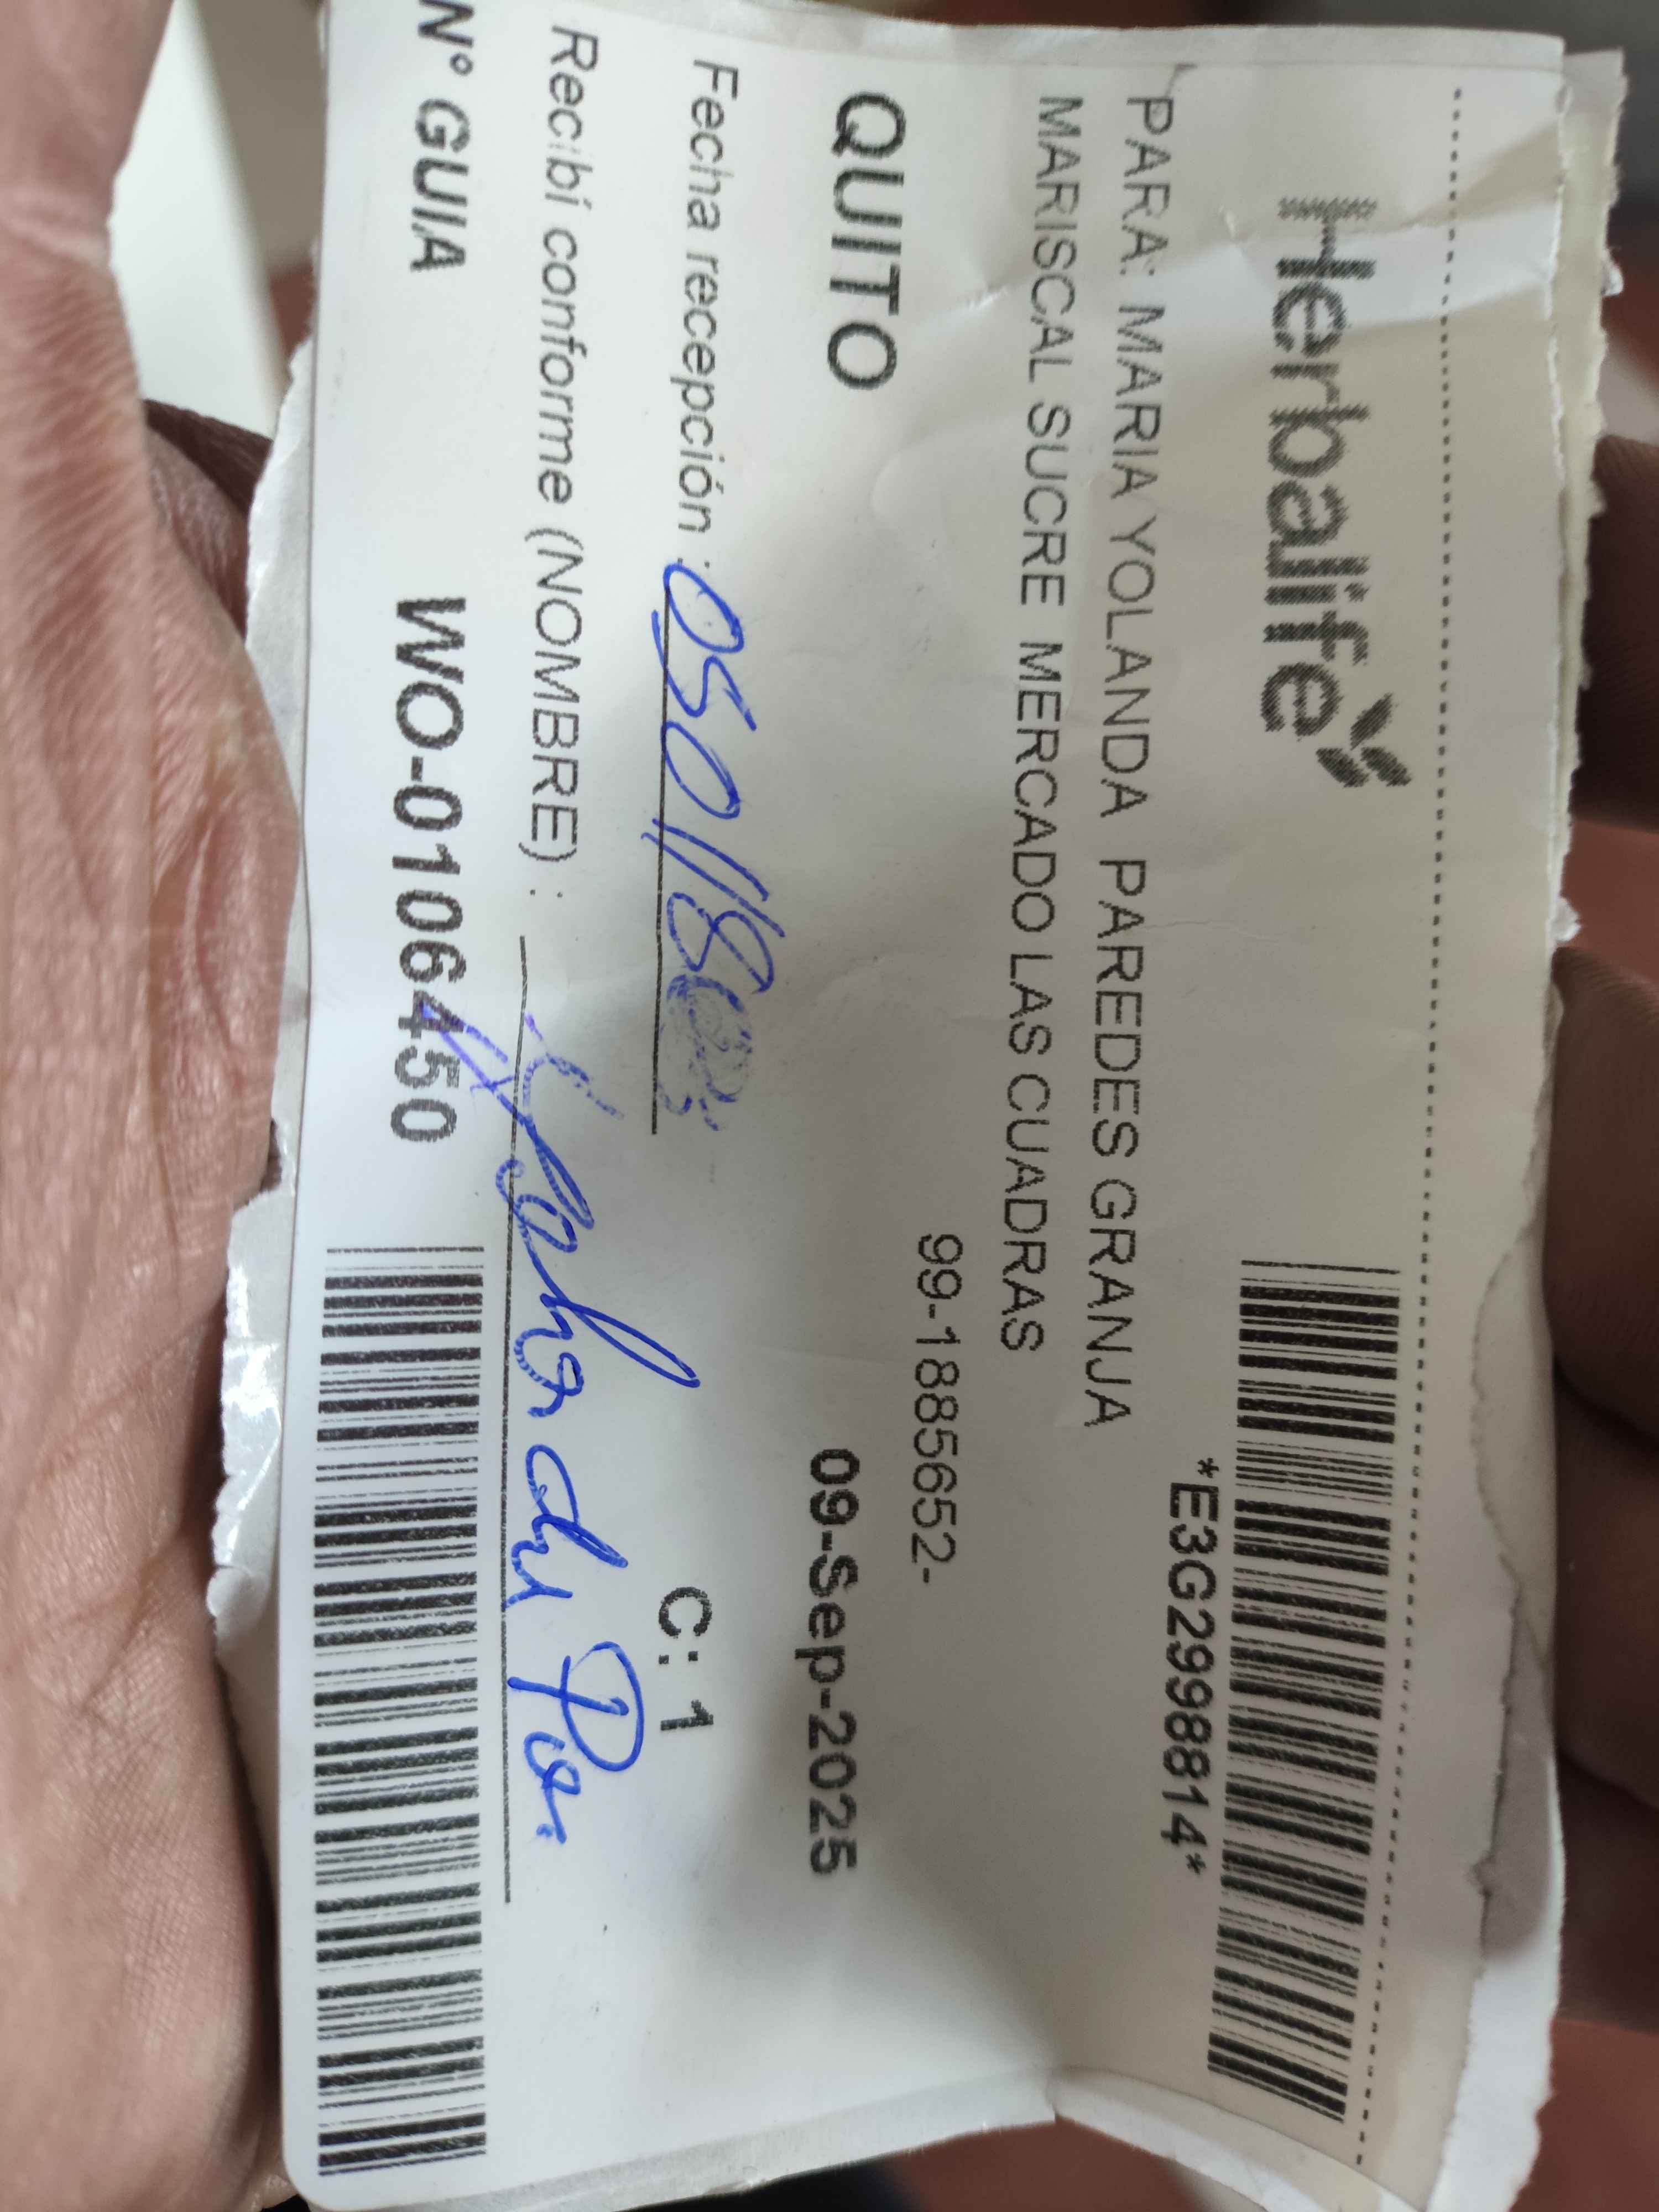 Herbalife
*E3G2998814*
PARA: MARIA YOLANDA PAREDES GRANJA
MARISCAL SUCRE MERCADO LAS CUADRAS
99-1885652-
QUITO
09-Sep-2025
Fecha recepción :
C: 1
Recibí conforme (NOMBRE) :
N° GUIA WO-0106450